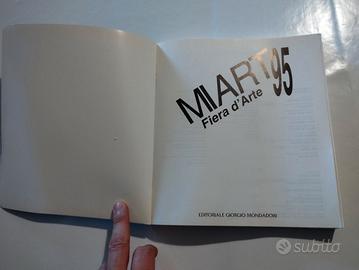 MIART95
Fiera d'Arte
EDITORIALE GIORGIO MONDADORI
subito